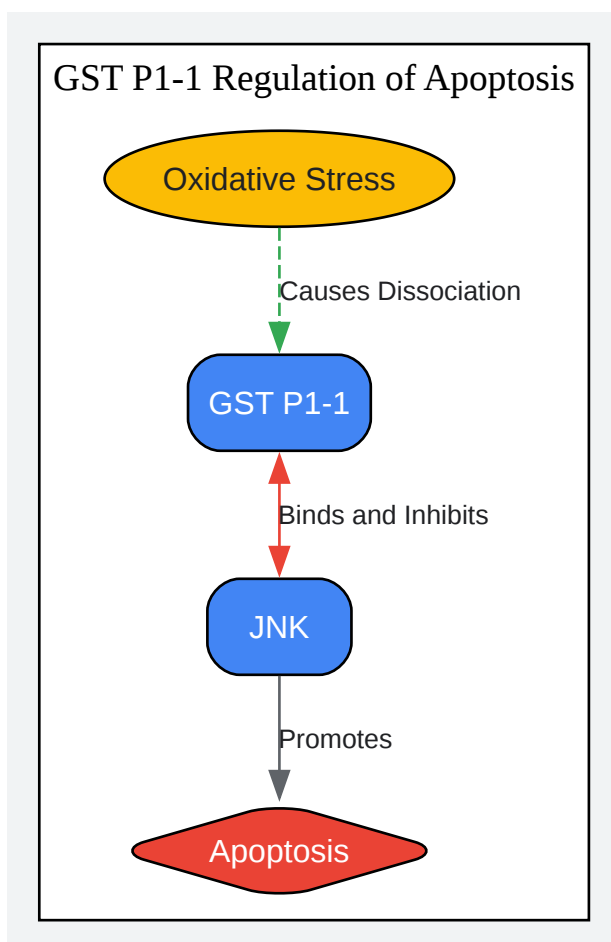 GST P1-1 Regulation of Apoptosis
Oxidative Stress
Causes Dissociation
GST P1-1
Binds and Inhibits
JNK
Promotes
Apoptosis